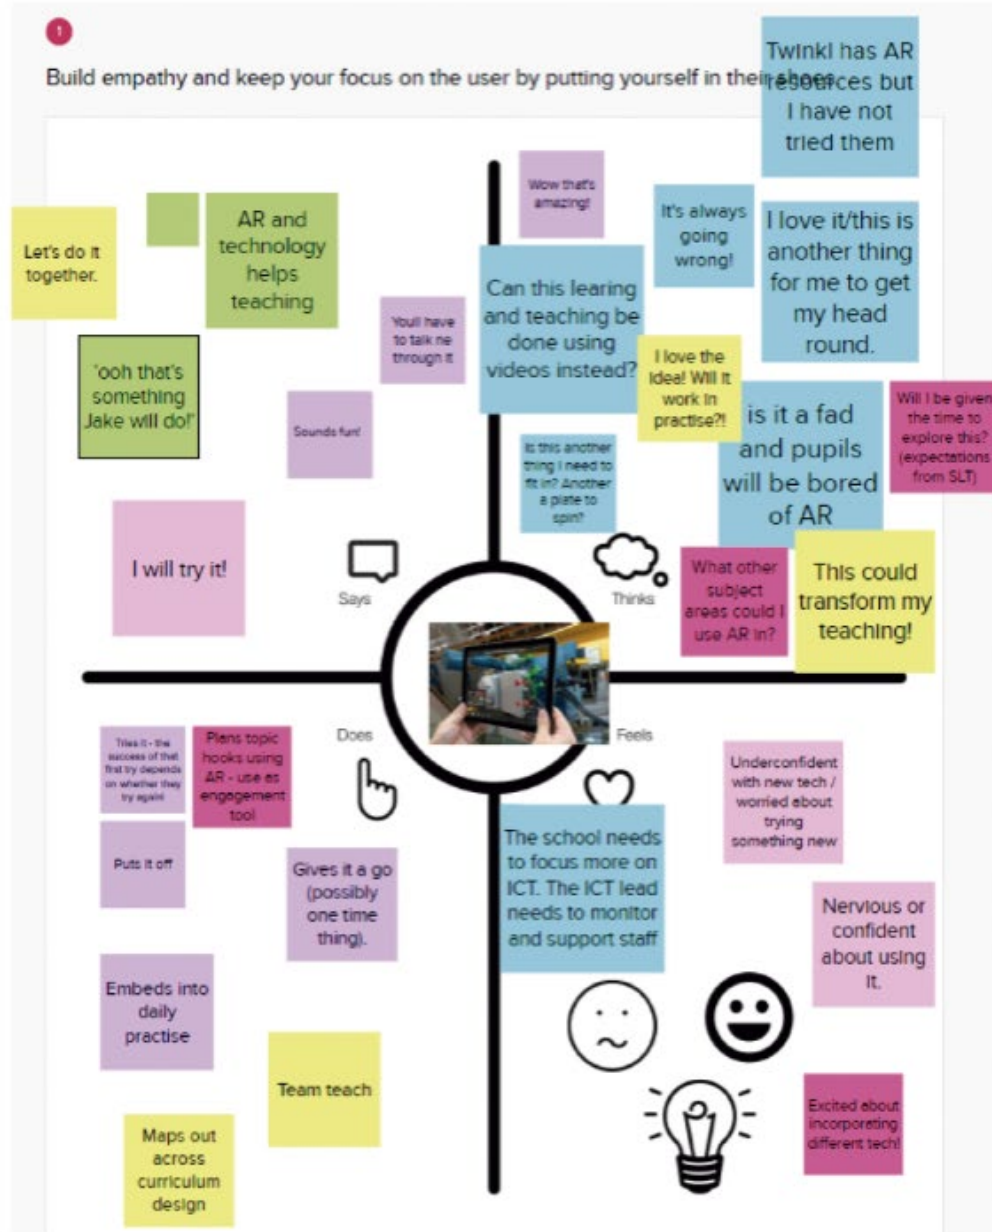 1
Build empathy and keep your focus on the user by putting yourself in their shoes
Twinkl has AR
resources but
I have not
tried them
Let's do it
together.
AR and
technology
helps
teaching
'ooh that's
something
Jake will do!'
Youll have
to talk me
through it
Sounds fun!
I will try it!
Says
Wow that's
amazing!
It's always
going
wrong!
I love it/this is
another thing
for me to get
my head
round.
Can this learing
and teaching be
done using
videos instead?
I love the
idea! Will it
work in
practise?!
is it a fad
and pupils
will be bored
of AR
Will I be given
the time to
explore this?
(expectations
from SLT)
Is this another
thing I need to
fit in? Another
a plate to
spin?
What other
subject
areas could I
use AR in?
This could
transform my
teaching!
Thinks
Does
Tries it - the
success of that
first try depends
on whether they
try again!
Plans topic
hooks using
AR - use as
engagement
tool
Puts it off
Gives it a go
(possibly
one time
thing).
Embeds into
daily
practise
Team teach
Maps out
across
curriculum
design
Feels
Underconfident
with new tech /
worried about
trying
something new
The school needs
to focus more on
ICT. The ICT lead
needs to monitor
and support staff
Nervious or
confident
about using
it.
Excited about
incorporating
different tech!